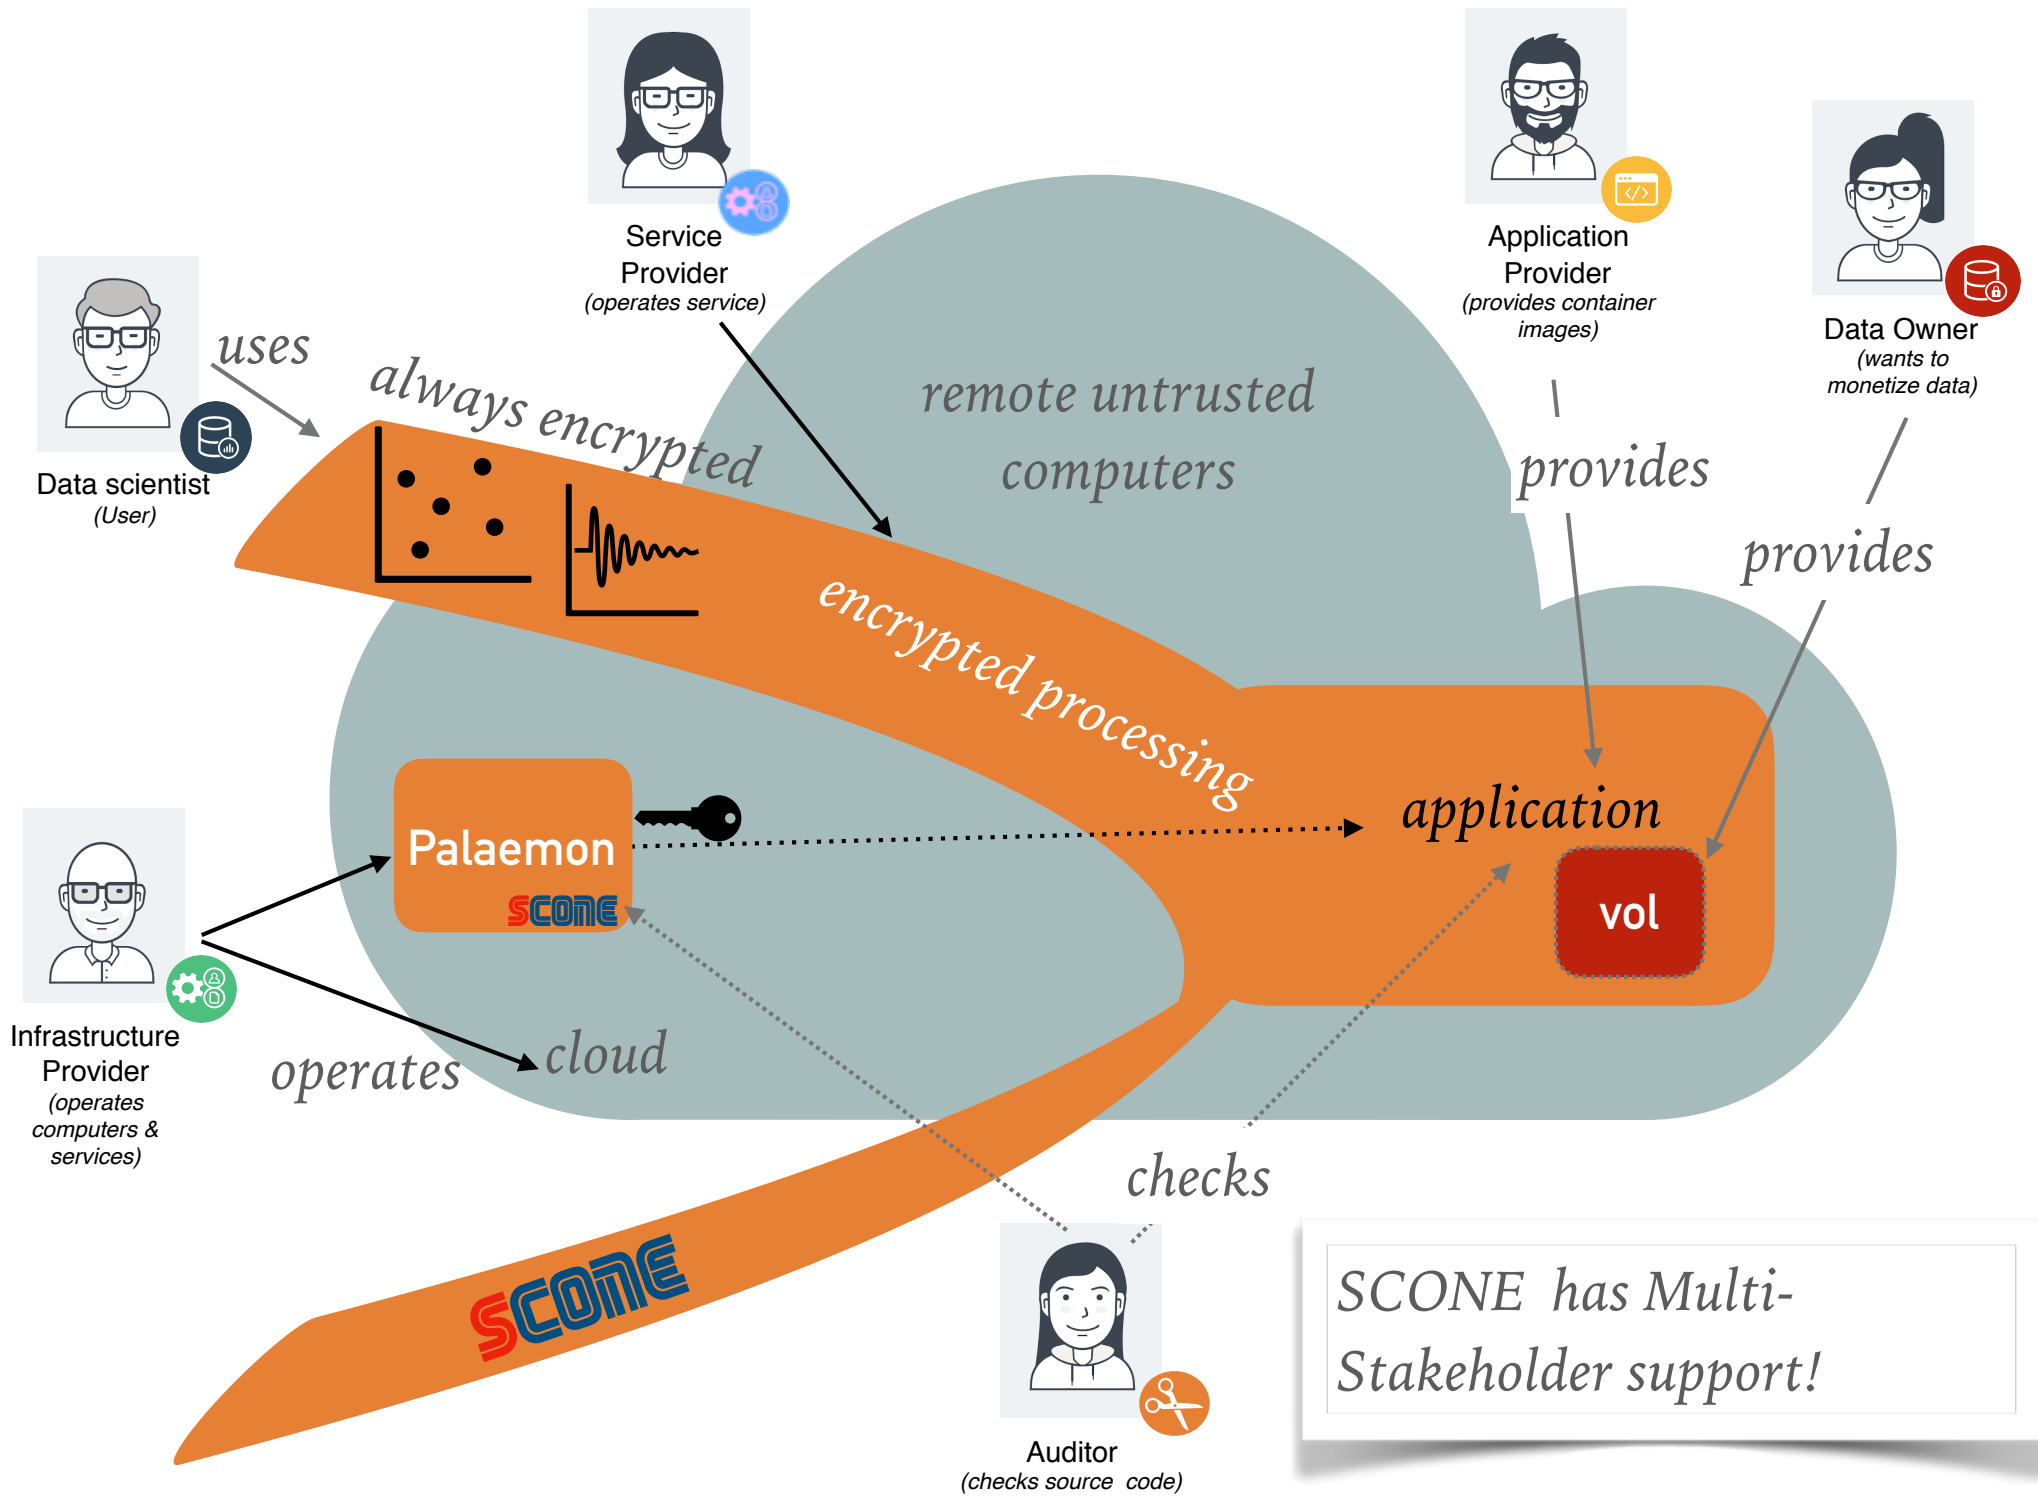 Service
Provider
(operates service)
Application
Provider
(provides container
images)
Data Owner
(wants to
monetize data)
Data scientist
(User)
uses
always encrypted
remote untrusted
computers
provides
provides
encrypted processing
Palaemon
SCONE
application
vol
Infrastructure
Provider
(operates
computers &
services)
operates
cloud
checks
SCONE
Auditor
(checks source code)
SCONE has Multi-
Stakeholder support!